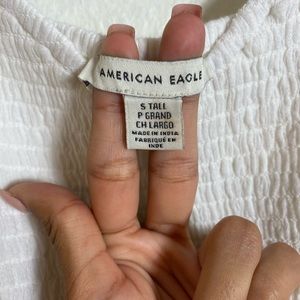 AMERICAN EAGLE
S TALL
P GRAND
CH LARGO
MADE IN INDIA
FABRIQUÉ EN
INDE